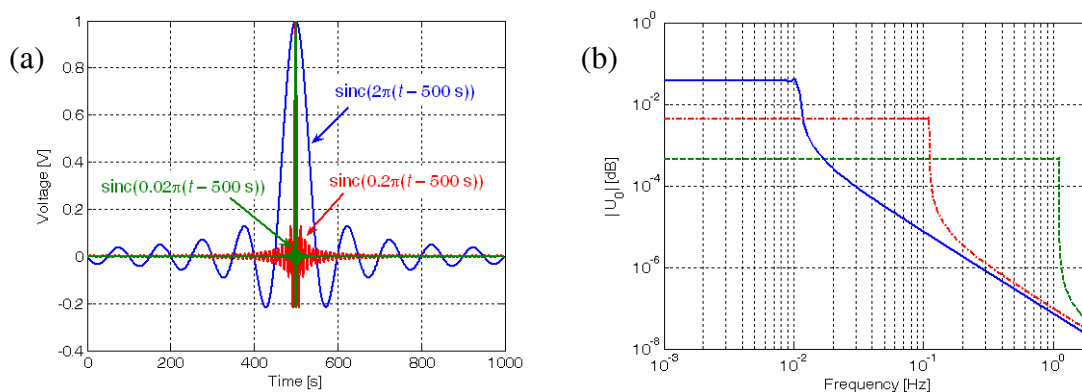 (a)
1
0.8
0.6
0.4
0.2
0
-0.2
-0.4
Voltage [V]
sinc(2π(t – 500 s))
sinc(0.02π(t – 500 s))
sinc(0.2π(t – 500 s))
0 200 400 600 800 1000
Time [s]
(b)
10^0
10^-2
10^-4
10^-6
10^-8
|U_0| [dB]
10^-3 10^-2 10^-1 10^0
Frequency [Hz]